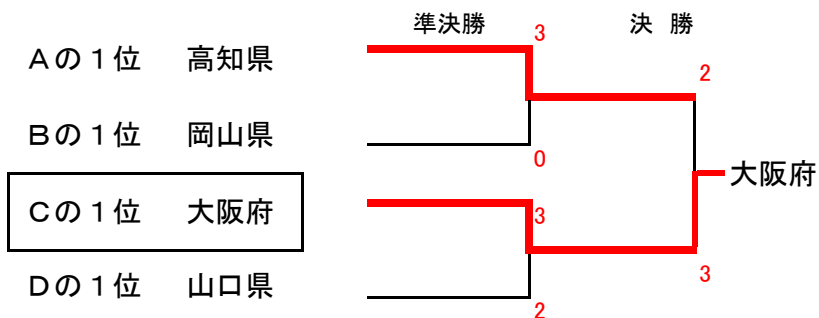 準決勝 決 勝
Aの1位 高知県 3
2
Bの1位 岡山県 0
大阪府
Cの1位 大阪府 3
3
Dの1位 山口県 2